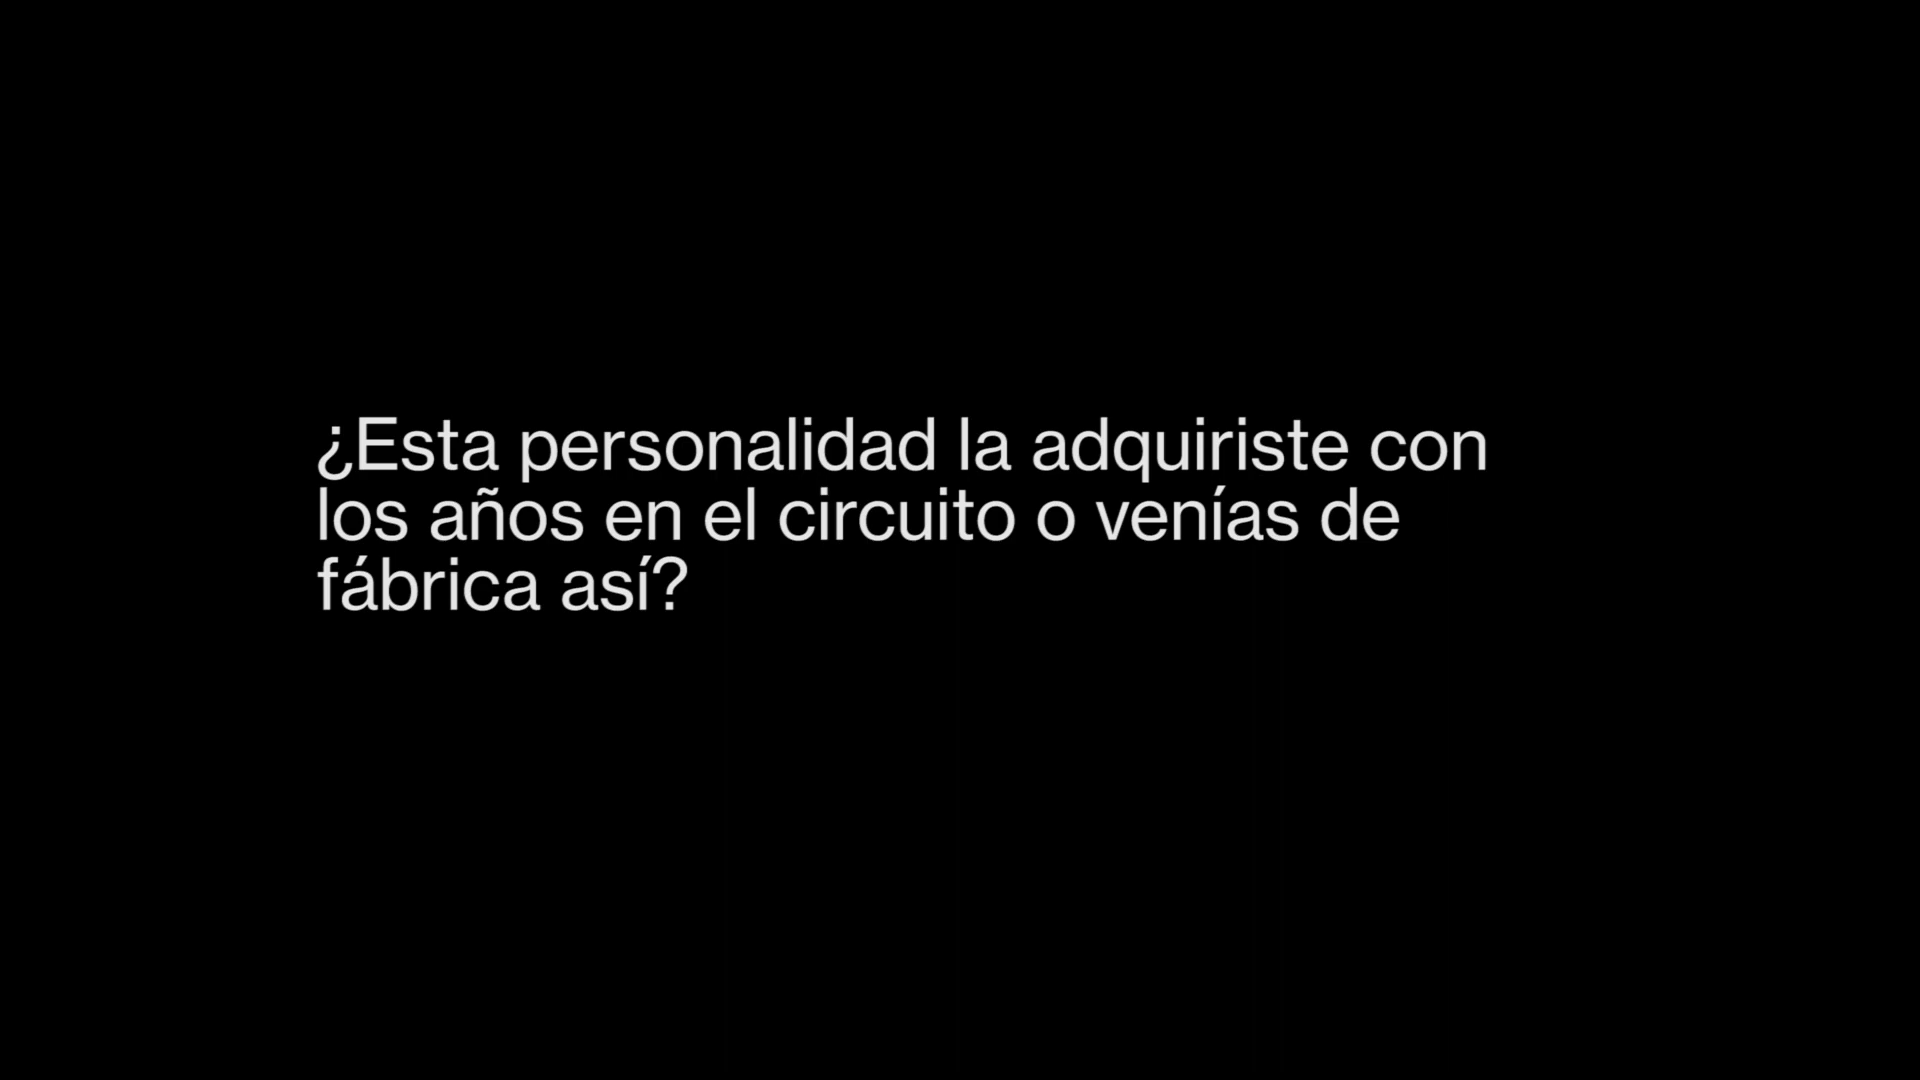 ¿Esta personalidad la adquiriste con
los años en el circuito o venías de
fábrica así?